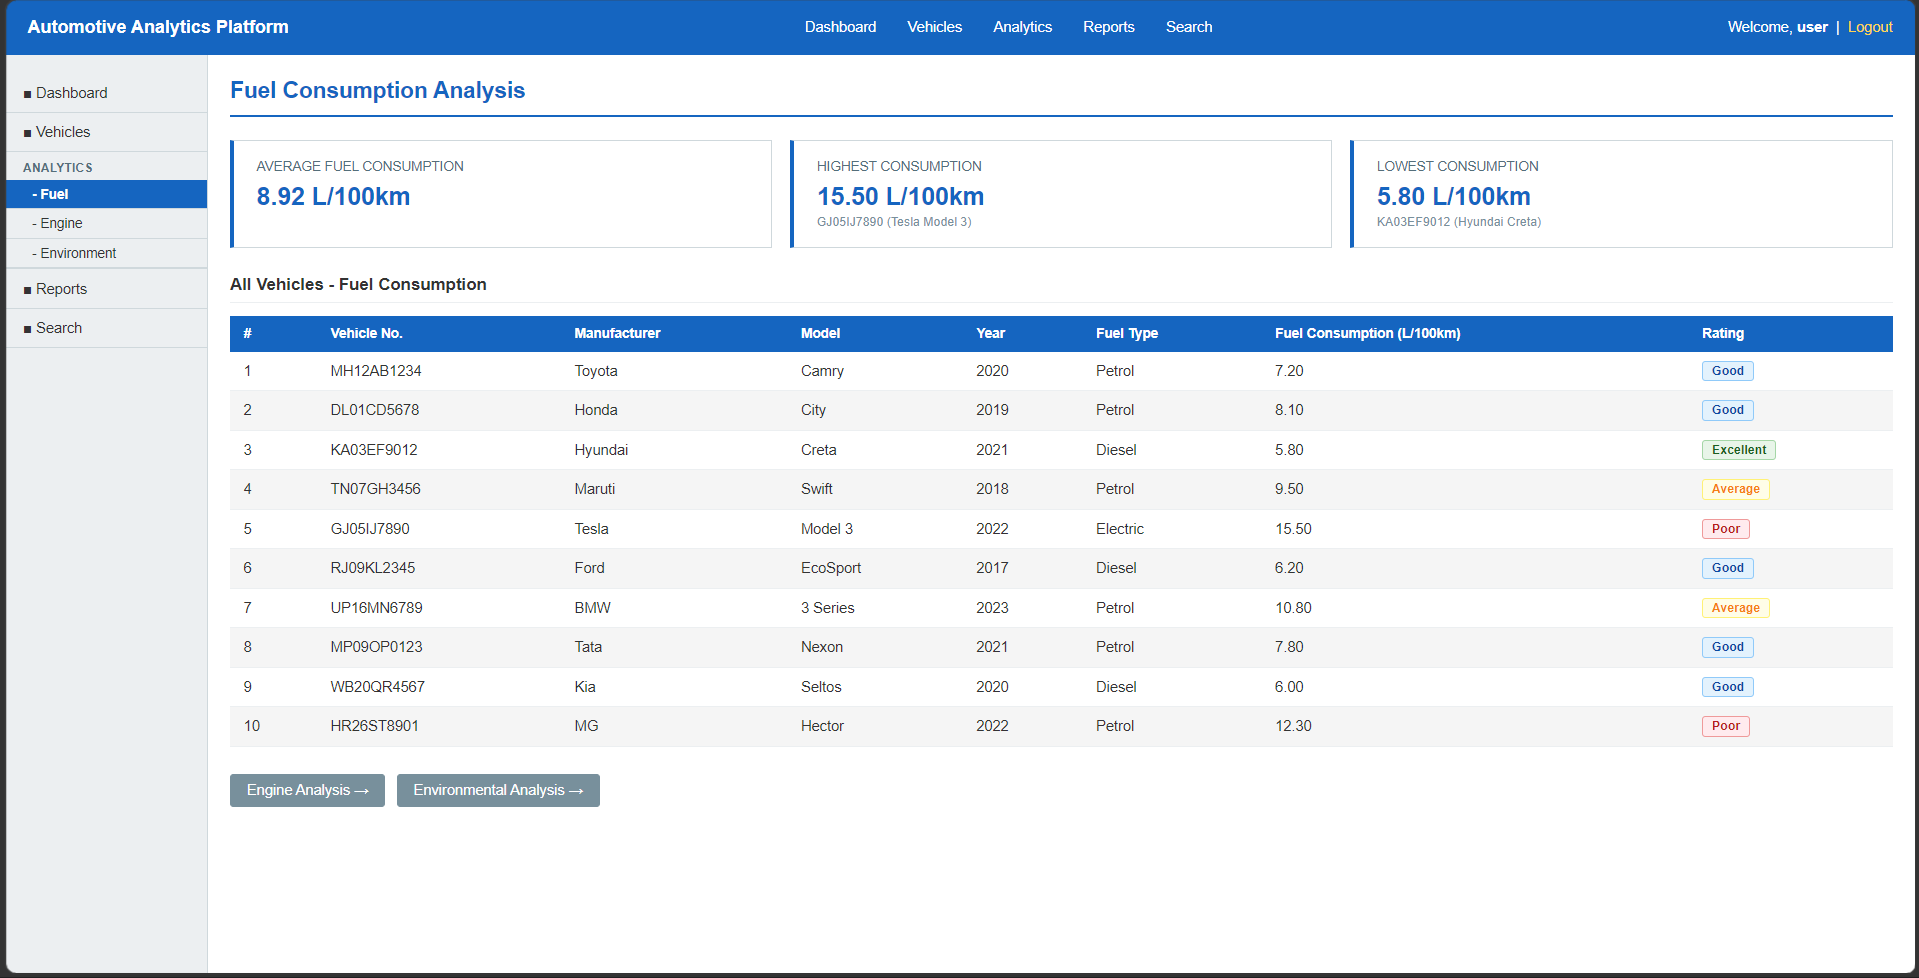 Automotive Analytics Platform
Dashboard Vehicles Analytics Reports Search
Welcome, user | Logout
■ Dashboard
■ Vehicles
ANALYTICS
- Fuel
- Engine
- Environment
■ Reports
■ Search
Fuel Consumption Analysis
AVERAGE FUEL CONSUMPTION
8.92 L/100km
HIGHEST CONSUMPTION
15.50 L/100km
GJ05IJ7890 (Tesla Model 3)
LOWEST CONSUMPTION
5.80 L/100km
KA03EF9012 (Hyundai Creta)
All Vehicles - Fuel Consumption
# Vehicle No. Manufacturer Model Year Fuel Type Fuel Consumption (L/100km) Rating
1 MH12AB1234 Toyota Camry 2020 Petrol 7.20 Good
2 DL01CD5678 Honda City 2019 Petrol 8.10 Good
3 KA03EF9012 Hyundai Creta 2021 Diesel 5.80 Excellent
4 TN07GH3456 Maruti Swift 2018 Petrol 9.50 Average
5 GJ05IJ7890 Tesla Model 3 2022 Electric 15.50 Poor
6 RJ09KL2345 Ford EcoSport 2017 Diesel 6.20 Good
7 UP16MN6789 BMW 3 Series 2023 Petrol 10.80 Average
8 MP09OP0123 Tata Nexon 2021 Petrol 7.80 Good
9 WB20QR4567 Kia Seltos 2020 Diesel 6.00 Good
10 HR26ST8901 MG Hector 2022 Petrol 12.30 Poor
Engine Analysis → Environmental Analysis →